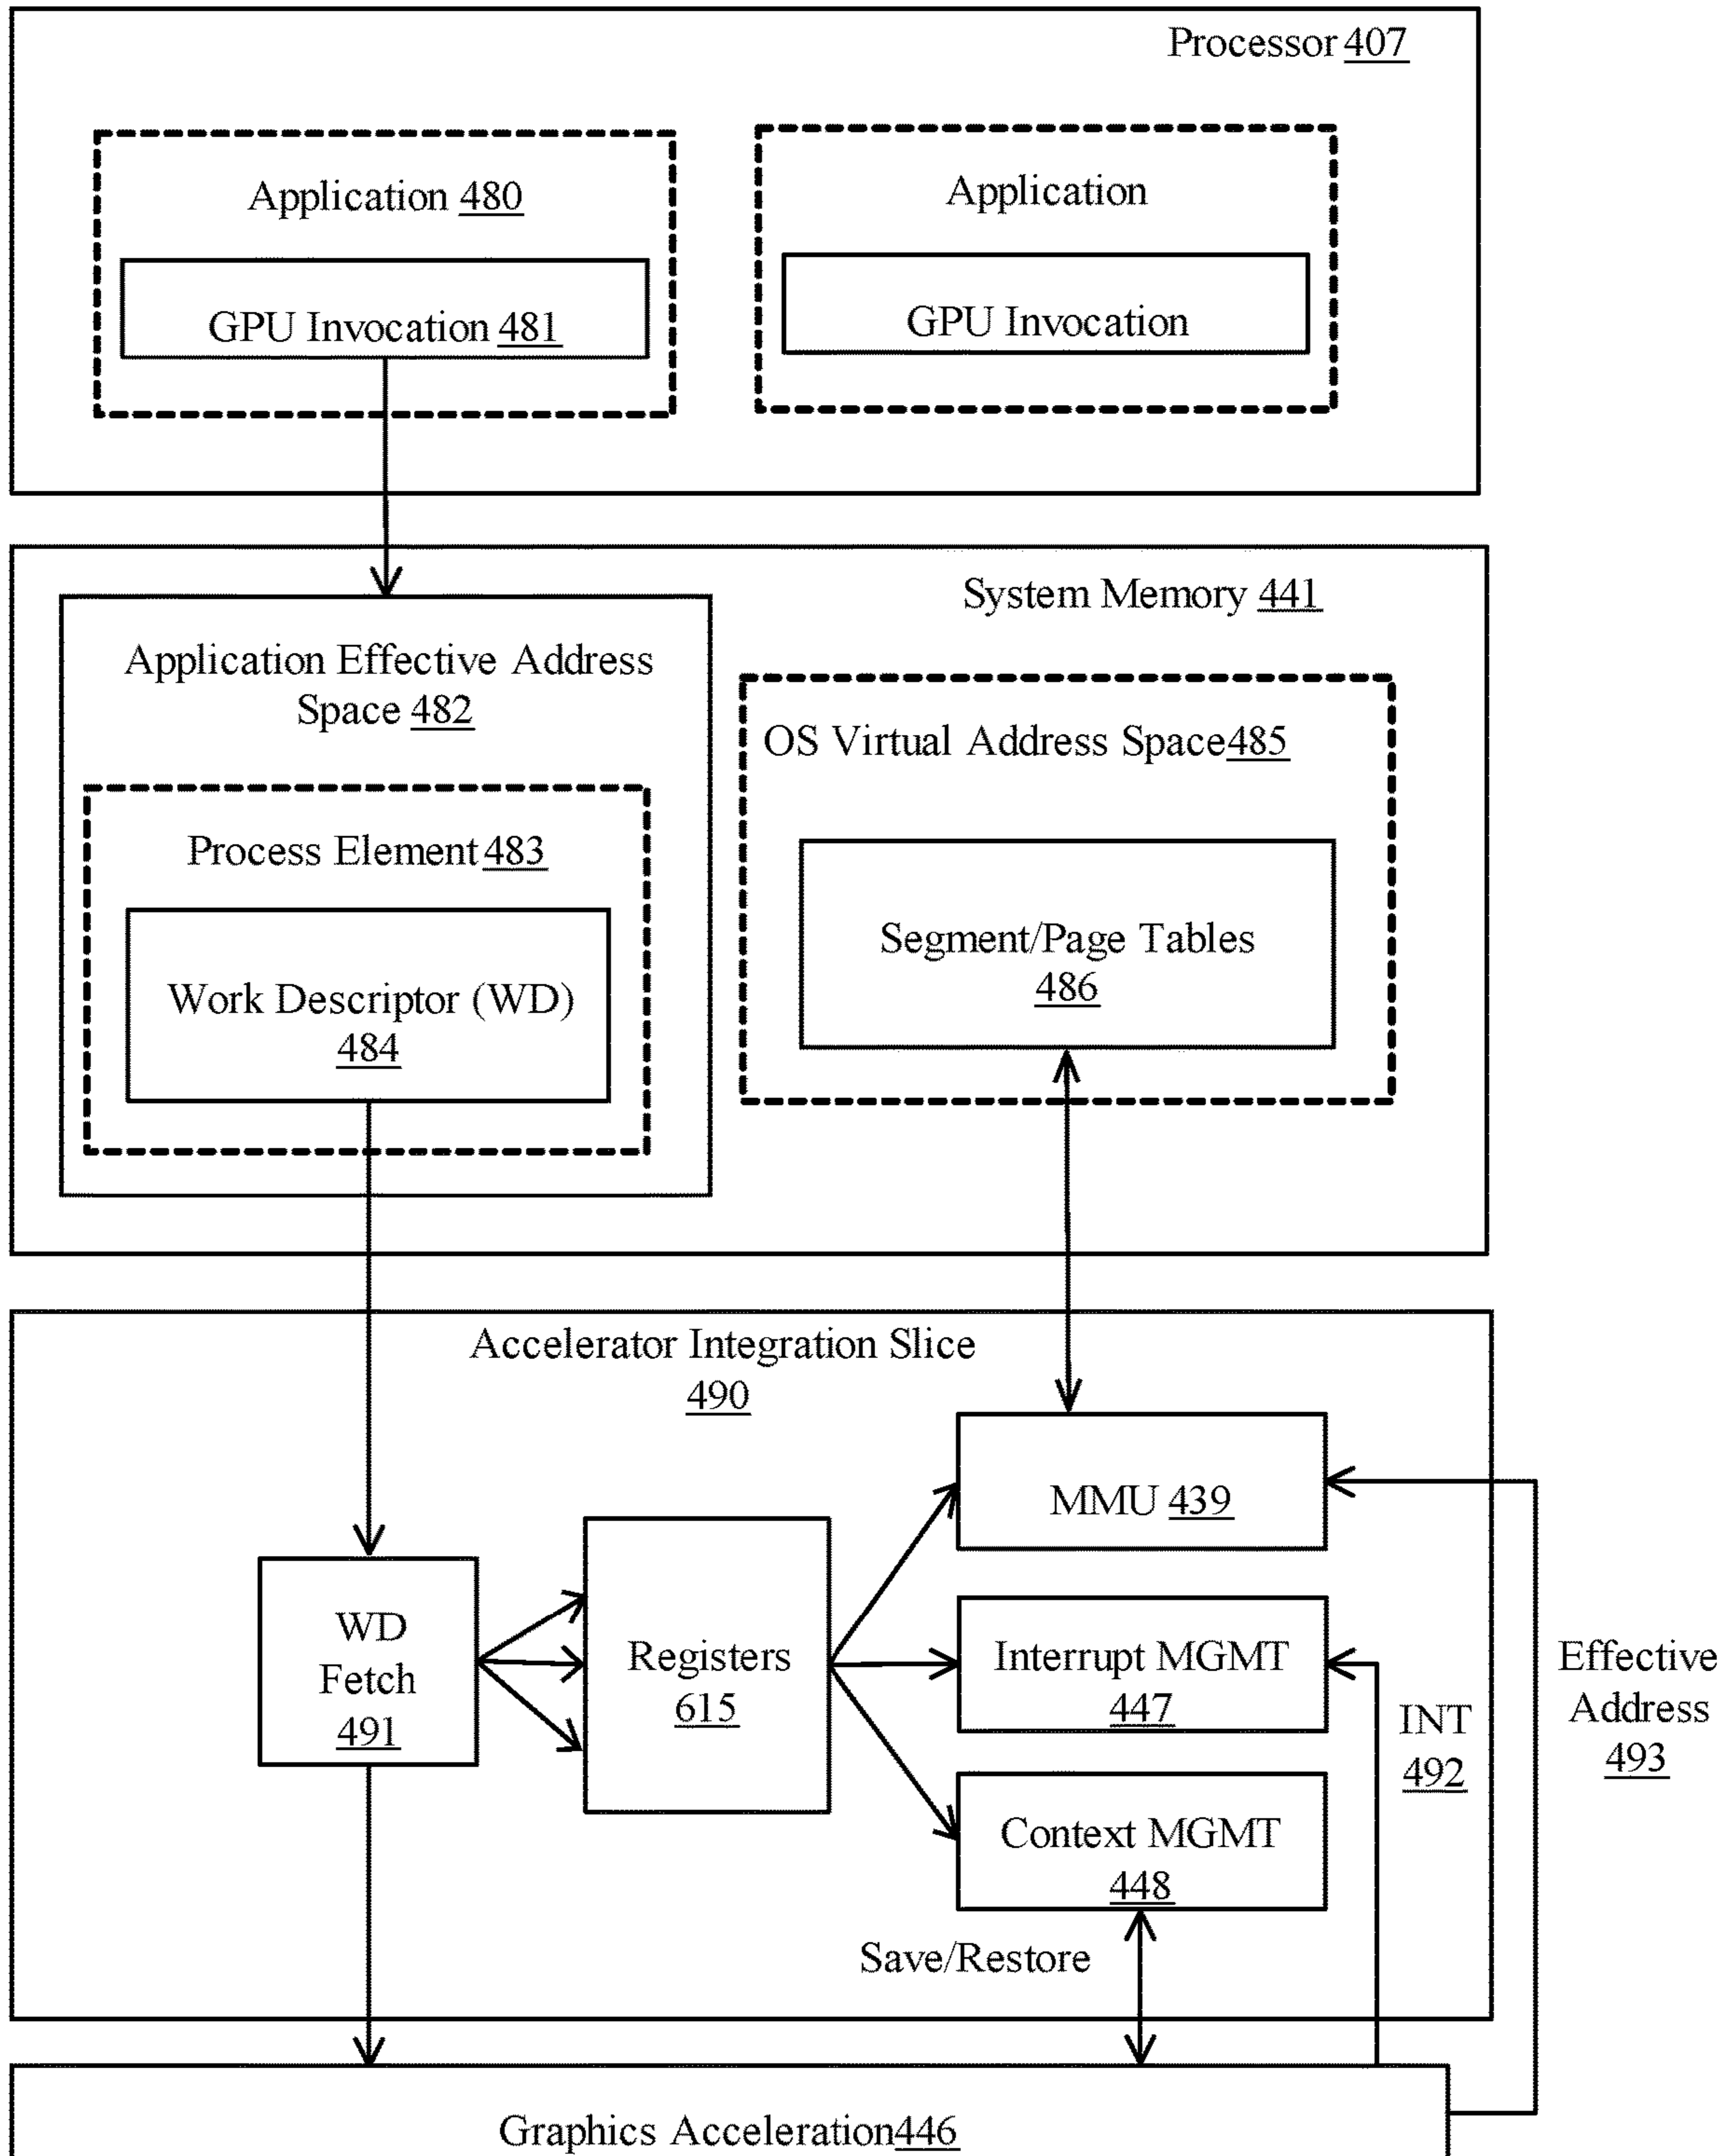 Processor 407
Application 480
Application
GPU Invocation 481
GPU Invocation
System Memory 441
Application Effective Address
Space 482
OS Virtual Address Space485
Process Element483
Segment/Page Tables
486
Work Descriptor (WD)
484
Accelerator Integration Slice
490
MMU 439
WD
Fetch
491
Registers
615
Interrupt MGMT
447
INT
492
Effective
Address
493
Context MGMT
448
Save/Restore
Graphics Acceleration446